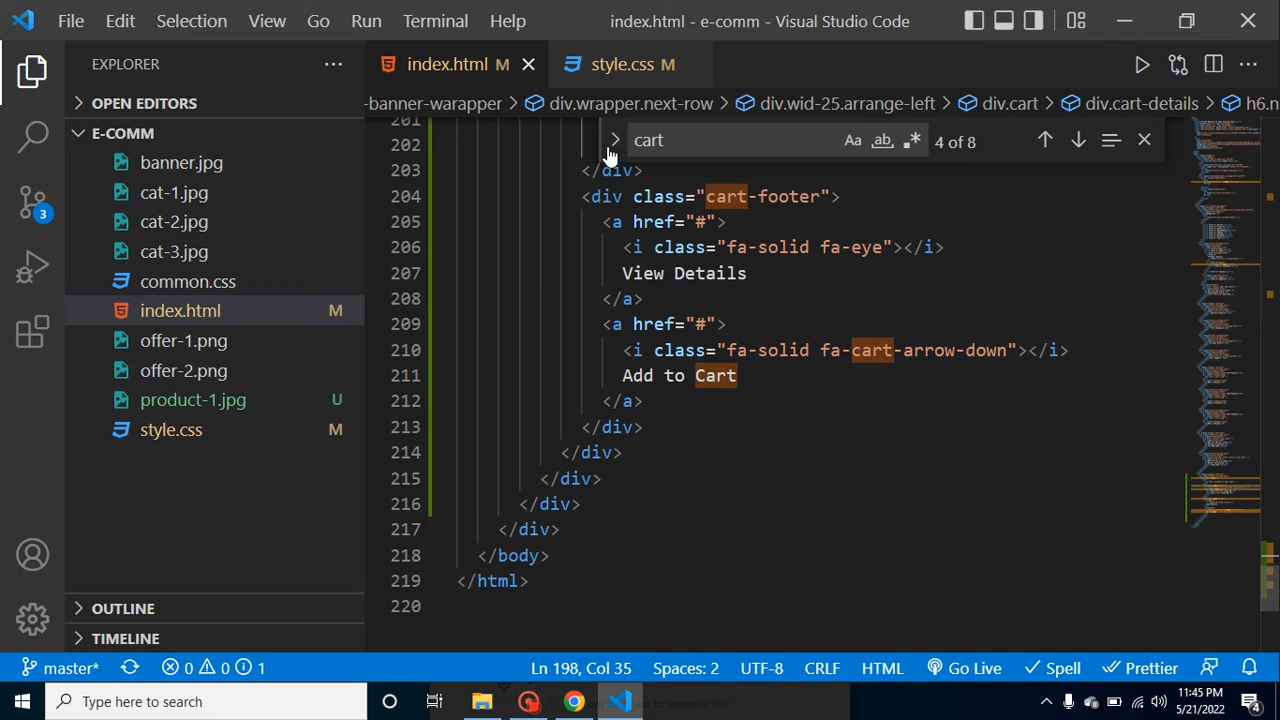 File Edit Selection View Go Run Terminal Help index.html - e-comm - Visual Studio Code
EXPLORER
index.html M
style.css M
OPEN EDITORS
-banner-warapper > div.wrapper.next-row > div.wid-25.arrange-left > div.cart > div.cart-details > h6.n
E-COMM
banner.jpg
cat-1.jpg
cat-2.jpg
cat-3.jpg
common.css
index.html M
offer-1.png
offer-2.png
product-1.jpg U
style.css M
OUTLINE
TIMELINE
3
cart Aa ab .* 4 of 8
201
202
203 </div>
204 <div class="cart-footer">
205 <a href="#">
206 <i class="fa-solid fa-eye"></i>
207 View Details
208 </a>
209 <a href="#">
210 <i class="fa-solid fa-cart-arrow-down"></i>
211 Add to Cart
212 </a>
213 </div>
214 </div>
215 </div>
216 </div>
217 </div>
218 </body>
219 </html>
220
master* 0 0 1 Ln 198, Col 35 Spaces: 2 UTF-8 CRLF HTML Go Live Spell Prettier
Type here to search
11:45 PM
5/21/2022
4